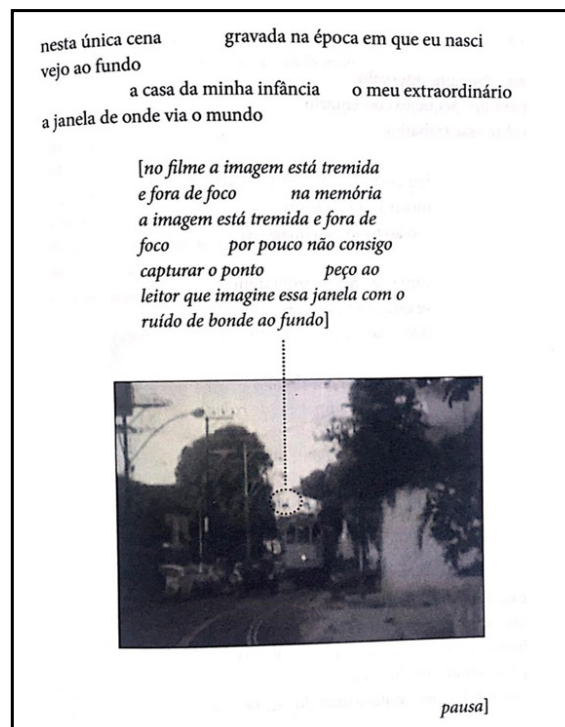 nesta única cena gravada na época em que eu nasci
vejo ao fundo
a casa da minha infância o meu extraordinário
a janela de onde via o mundo
[no filme a imagem está tremida
e fora de foco na memória
a imagem está tremida e fora de
foco por pouco não consigo
capturar o ponto peço ao
leitor que imagine essa janela com o
ruído de bonde ao fundo]
pausa]